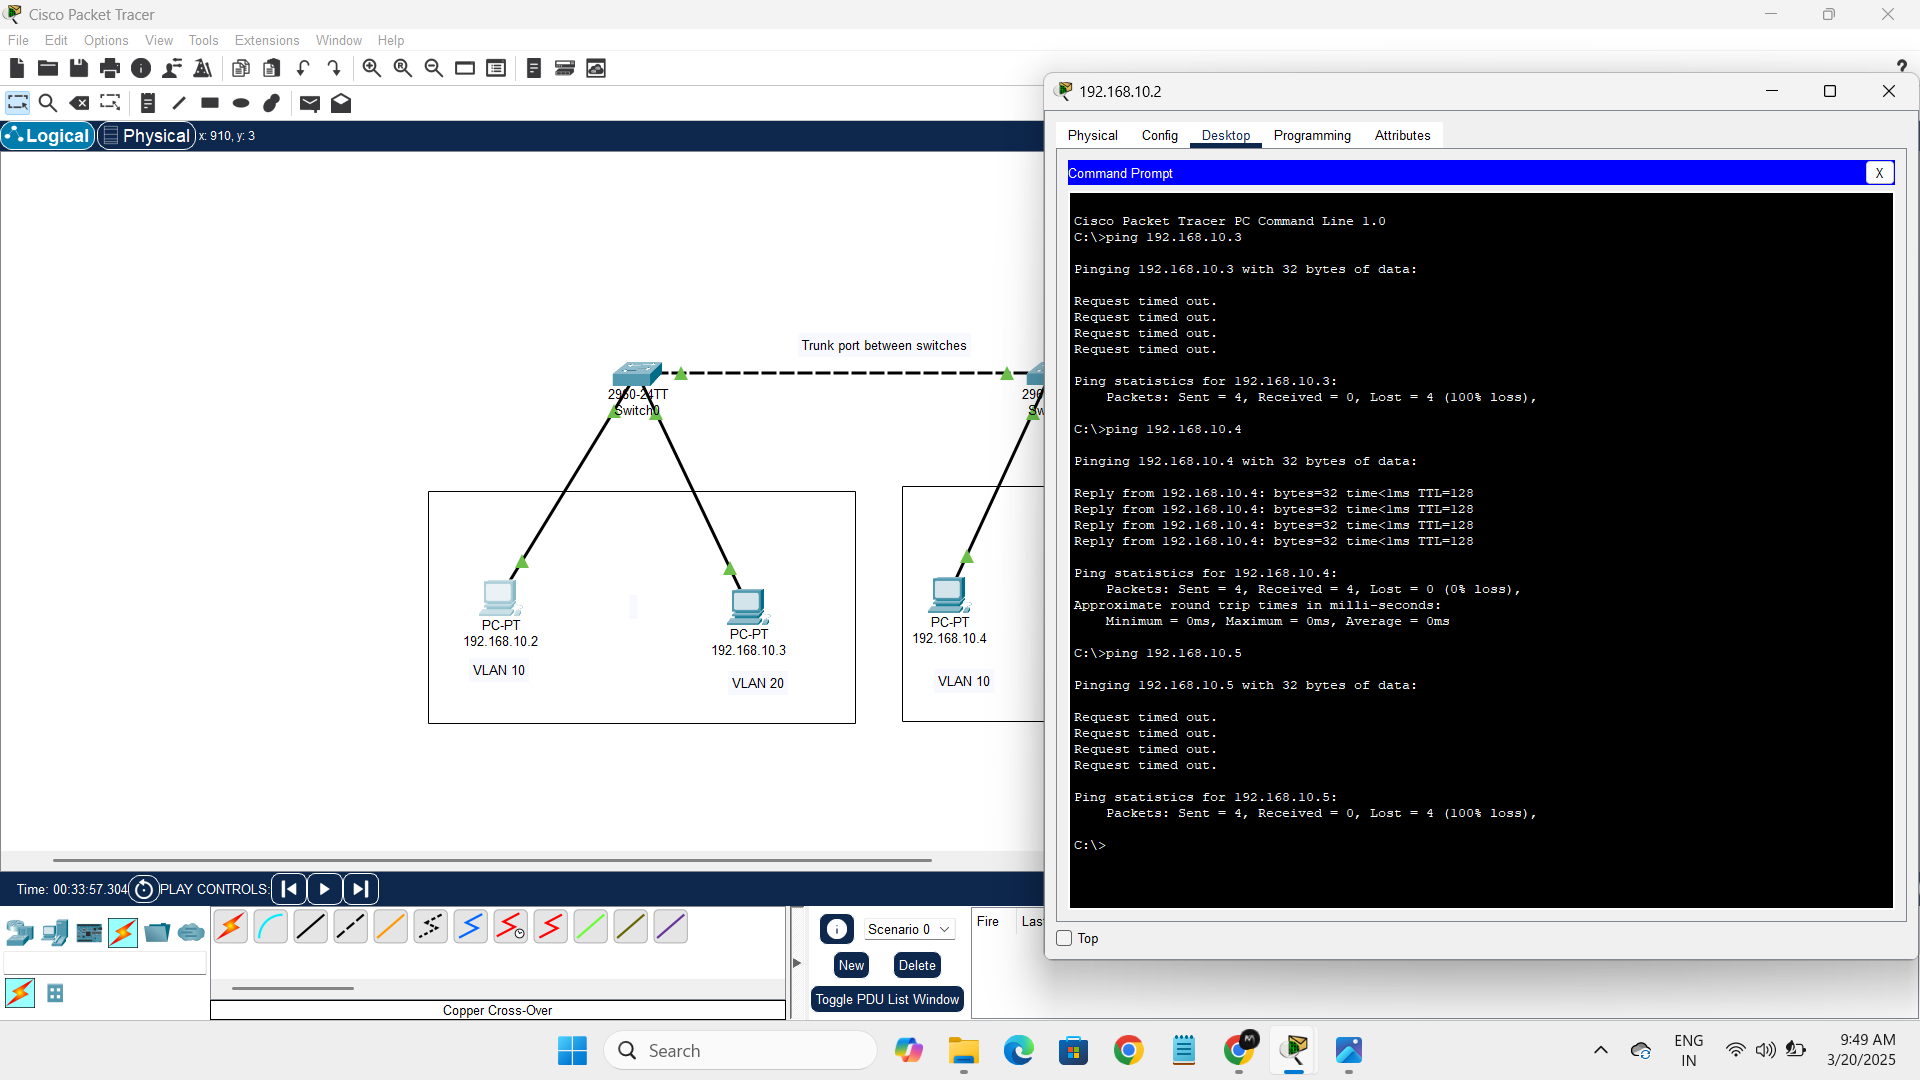 Cisco Packet Tracer
File Edit Options View Tools Extensions Window Help
Logical Physical x: 910, y: 3
Trunk port between switches
2960-24TT
Switch0
296
Sw
PC-PT
192.168.10.2
VLAN 10
PC-PT
192.168.10.3
VLAN 20
PC-PT
192.168.10.4
VLAN 10
192.168.10.2
Physical Config Desktop Programming Attributes
Command Prompt X
Cisco Packet Tracer PC Command Line 1.0
C:\>ping 192.168.10.3
Pinging 192.168.10.3 with 32 bytes of data:
Request timed out.
Request timed out.
Request timed out.
Request timed out.
Ping statistics for 192.168.10.3:
Packets: Sent = 4, Received = 0, Lost = 4 (100% loss),
C:\>ping 192.168.10.4
Pinging 192.168.10.4 with 32 bytes of data:
Reply from 192.168.10.4: bytes=32 time<1ms TTL=128
Reply from 192.168.10.4: bytes=32 time<1ms TTL=128
Reply from 192.168.10.4: bytes=32 time<1ms TTL=128
Reply from 192.168.10.4: bytes=32 time<1ms TTL=128
Ping statistics for 192.168.10.4:
Packets: Sent = 4, Received = 4, Lost = 0 (0% loss),
Approximate round trip times in milli-seconds:
Minimum = 0ms, Maximum = 0ms, Average = 0ms
C:\>ping 192.168.10.5
Pinging 192.168.10.5 with 32 bytes of data:
Request timed out.
Request timed out.
Request timed out.
Request timed out.
Ping statistics for 192.168.10.5:
Packets: Sent = 4, Received = 0, Lost = 4 (100% loss),
C:\>
Top
Time: 00:33:57.304 PLAY CONTROLS:
Scenario 0
New Delete
Toggle PDU List Window
Fire Las
Copper Cross-Over
Search
ENG
IN
9:49 AM
3/20/2025